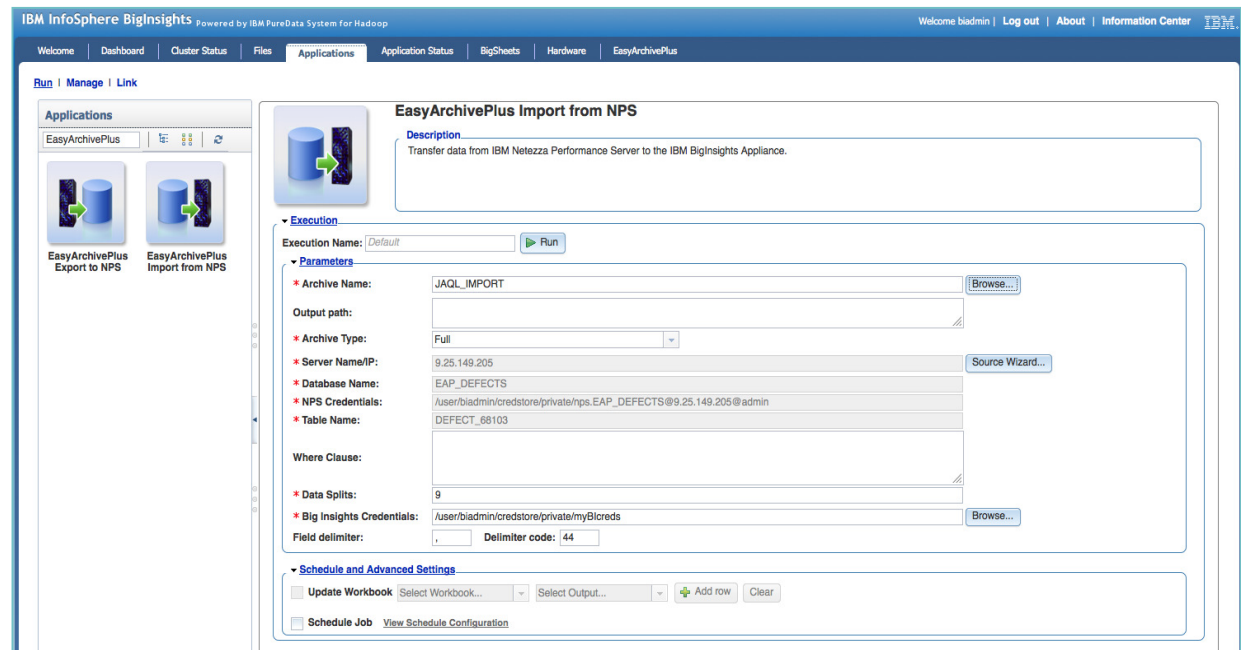 IBM InfoSphere BigInsights Powered by IBM PureData System for Hadoop
Welcome biadmin | Log out | About | Information Center IBM.
Welcome Dashboard Cluster Status Files Applications Application Status BigSheets Hardware EasyArchivePlus
Run | Manage | Link
Applications
EasyArchivePlus
EasyArchivePlus Export to NPS
EasyArchivePlus Import from NPS
EasyArchivePlus Import from NPS
Description
Transfer data from IBM Netezza Performance Server to the IBM BigInsights Appliance.
Execution
Execution Name: Default Run
Parameters
* Archive Name: JAQL_IMPORT Browse...
Output path:
* Archive Type: Full
* Server Name/IP: 9.25.149.205 Source Wizard...
* Database Name: EAP_DEFECTS
* NPS Credentials: /user/biadmin/credstore/private/nps.EAP_DEFECTS@9.25.149.205@admin
* Table Name: DEFECT_68103
Where Clause:
* Data Splits: 9
* Big Insights Credentials: /user/biadmin/credstore/private/myBIcreds Browse...
Field delimiter: , Delimiter code: 44
Schedule and Advanced Settings
Update Workbook Select Workbook... Select Output... Add row Clear
Schedule Job View Schedule Configuration